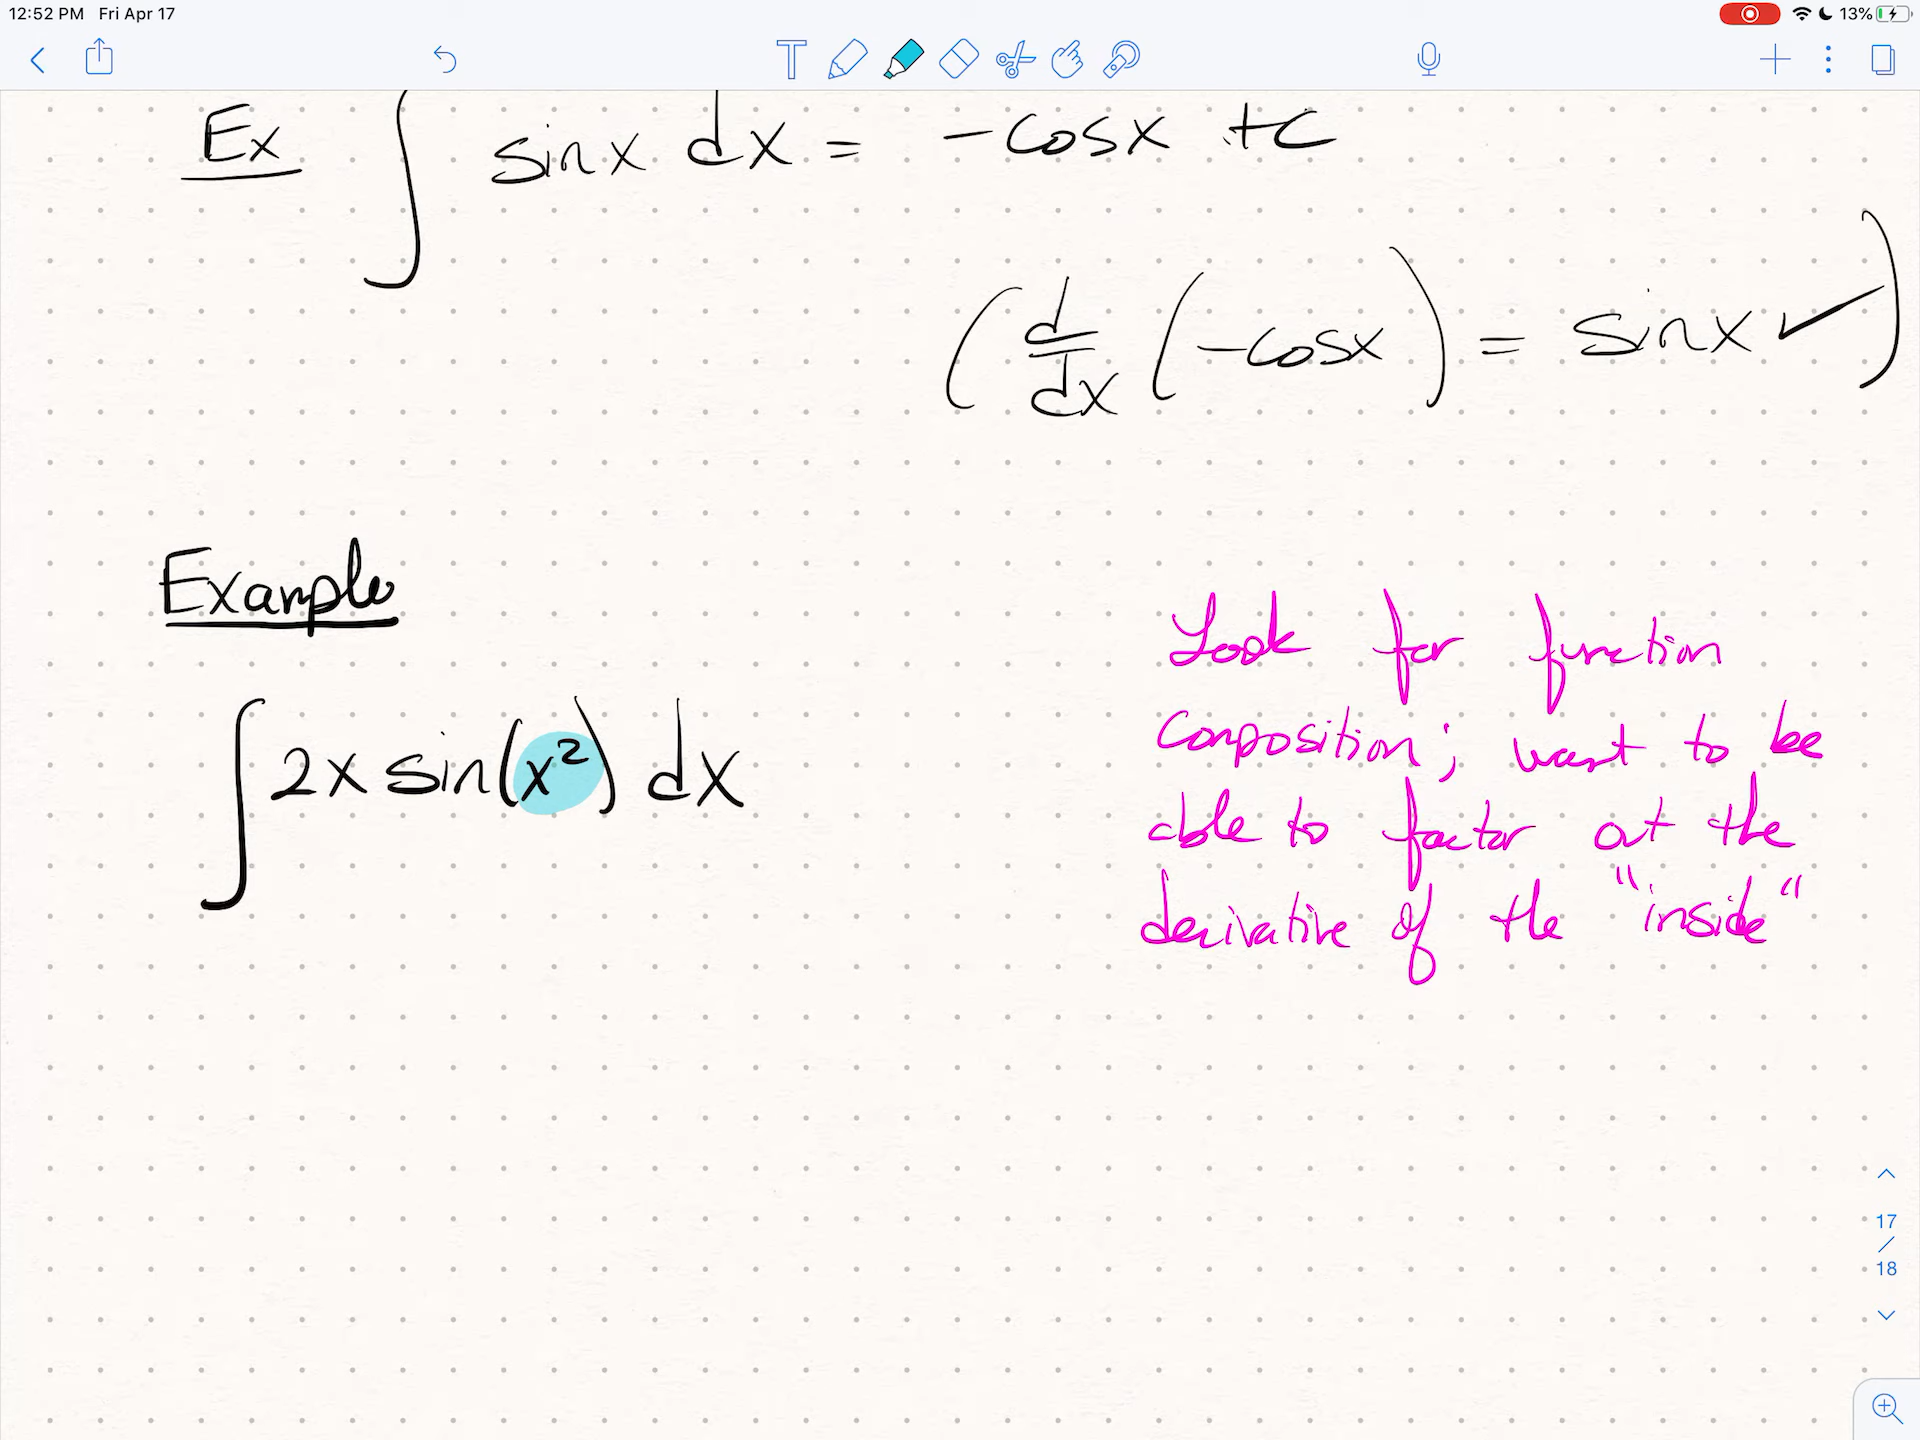 12:52 PM Fri Apr 17
13%
T
Ex ∫ sinx dx = -cosx +c
(d/dx (-cosx) = sinx ✓)
Example
∫ 2x sin(x²) dx
Look for function
composition; want to be
able to factor out the
derivative of the "inside"
17
/
18